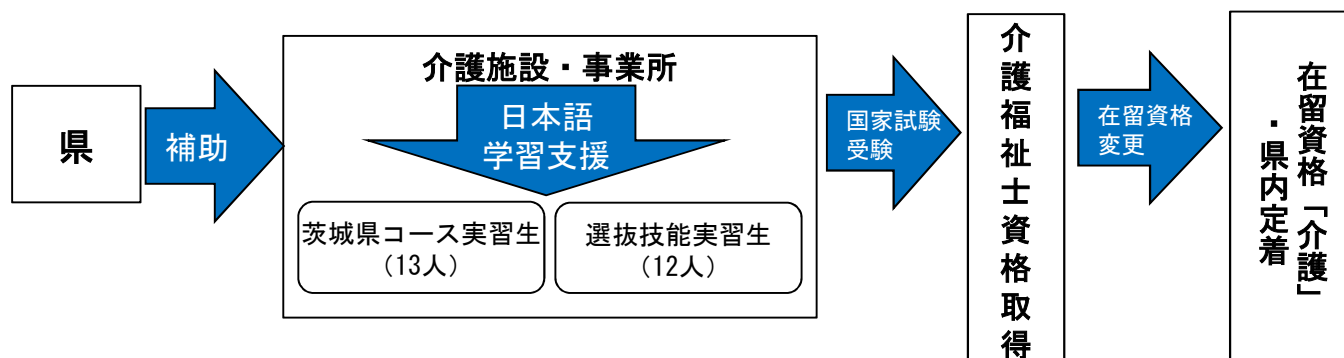 県
補助
介護施設・事業所
日本語
学習支援
茨城県コース実習生
（13人）
選抜技能実習生
（12人）
国家試験
受験
介護福祉士資格取得
在留資格
変更
在留資格「介護」
・県内定着